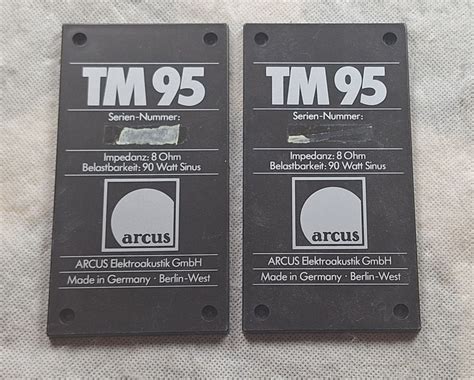 TM 95
Serien-Nummer:
Impedanz: 8 Ohm
Belastbarkeit: 90 Watt Sinus
arcus
ARCUS Elektroakustik GmbH
Made in Germany · Berlin-West
TM 95
Serien-Nummer:
Impedanz: 8 Ohm
Belastbarkeit: 90 Watt Sinus
arcus
ARCUS Elektroakustik GmbH
Made in Germany · Berlin-West